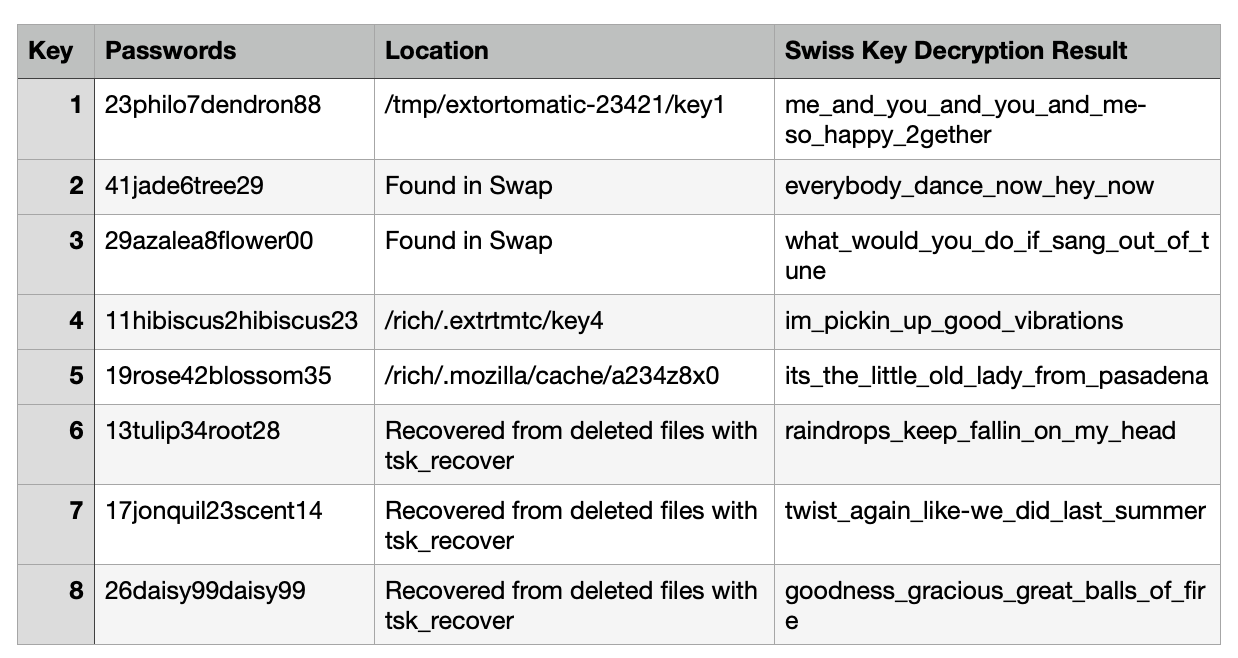 Key Passwords Location Swiss Key Decryption Result
1 23philo7dendron88 /tmp/extortomatic-23421/key1 me_and_you_and_you_and_me-
so_happy_2gether
2 41jade6tree29 Found in Swap everybody_dance_now_hey_now
3 29azalea8flower00 Found in Swap what_would_you_do_if_sang_out_of_t
une
4 11hibiscus2hibiscus23 /rich/.extrtmtc/key4 im_pickin_up_good_vibrations
5 19rose42blossom35 /rich/.mozilla/cache/a234z8x0 its_the_little_old_lady_from_pasadena
6 13tulip34root28 Recovered from deleted files with raindrops_keep_fallin_on_my_head
tsk_recover
7 17jonquil23scent14 Recovered from deleted files with twist_again_like-we_did_last_summer
tsk_recover
8 26daisy99daisy99 Recovered from deleted files with goodness_gracious_great_balls_of_fir
tsk_recover e